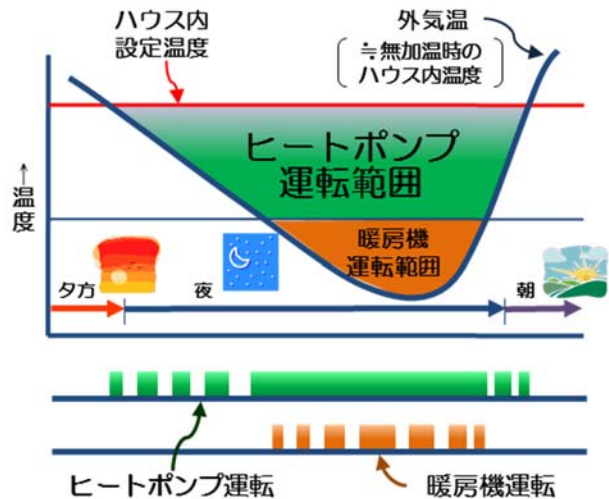 ハウス内
設定温度
外気温
≒無加温時の
ハウス内温度
ヒートポンプ
運転範囲
←温度
暖房機
運転範囲
夕方
夜
朝
ヒートポンプ運転
暖房機運転